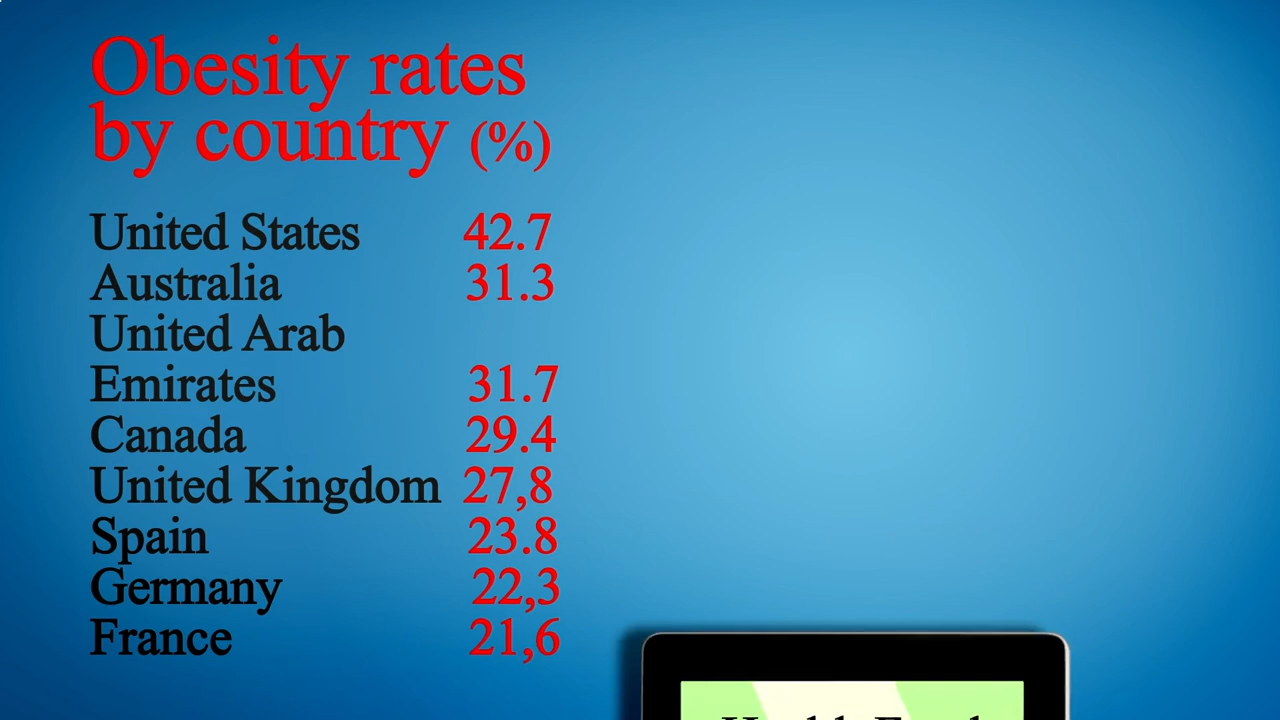 Obesity rates
by country (%)
United States 42.7
Australia 31.3
United Arab
Emirates 31.7
Canada 29.4
United Kingdom 27,8
Spain 23.8
Germany 22,3
France 21,6